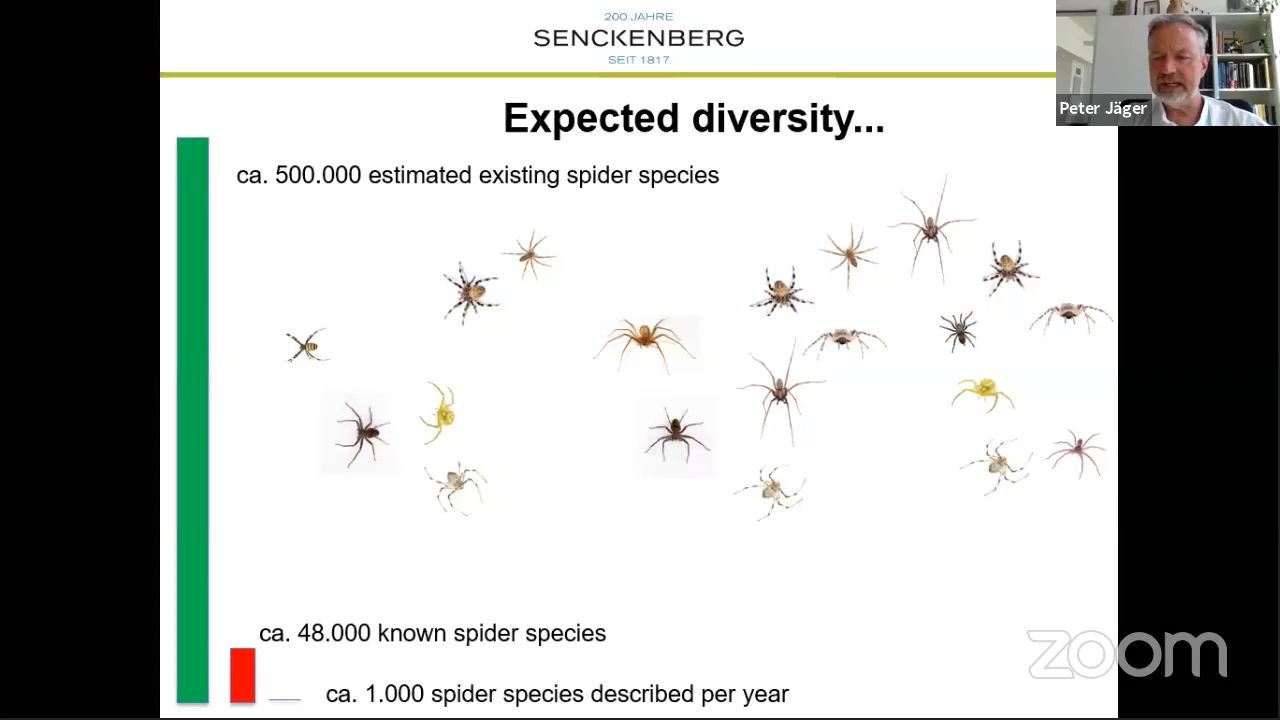 200 JAHRE
SENCKENBERG
SEIT 1817
Peter Jäger
Expected diversity...
ca. 500.000 estimated existing spider species
ca. 48.000 known spider species
ca. 1.000 spider species described per year
zoom